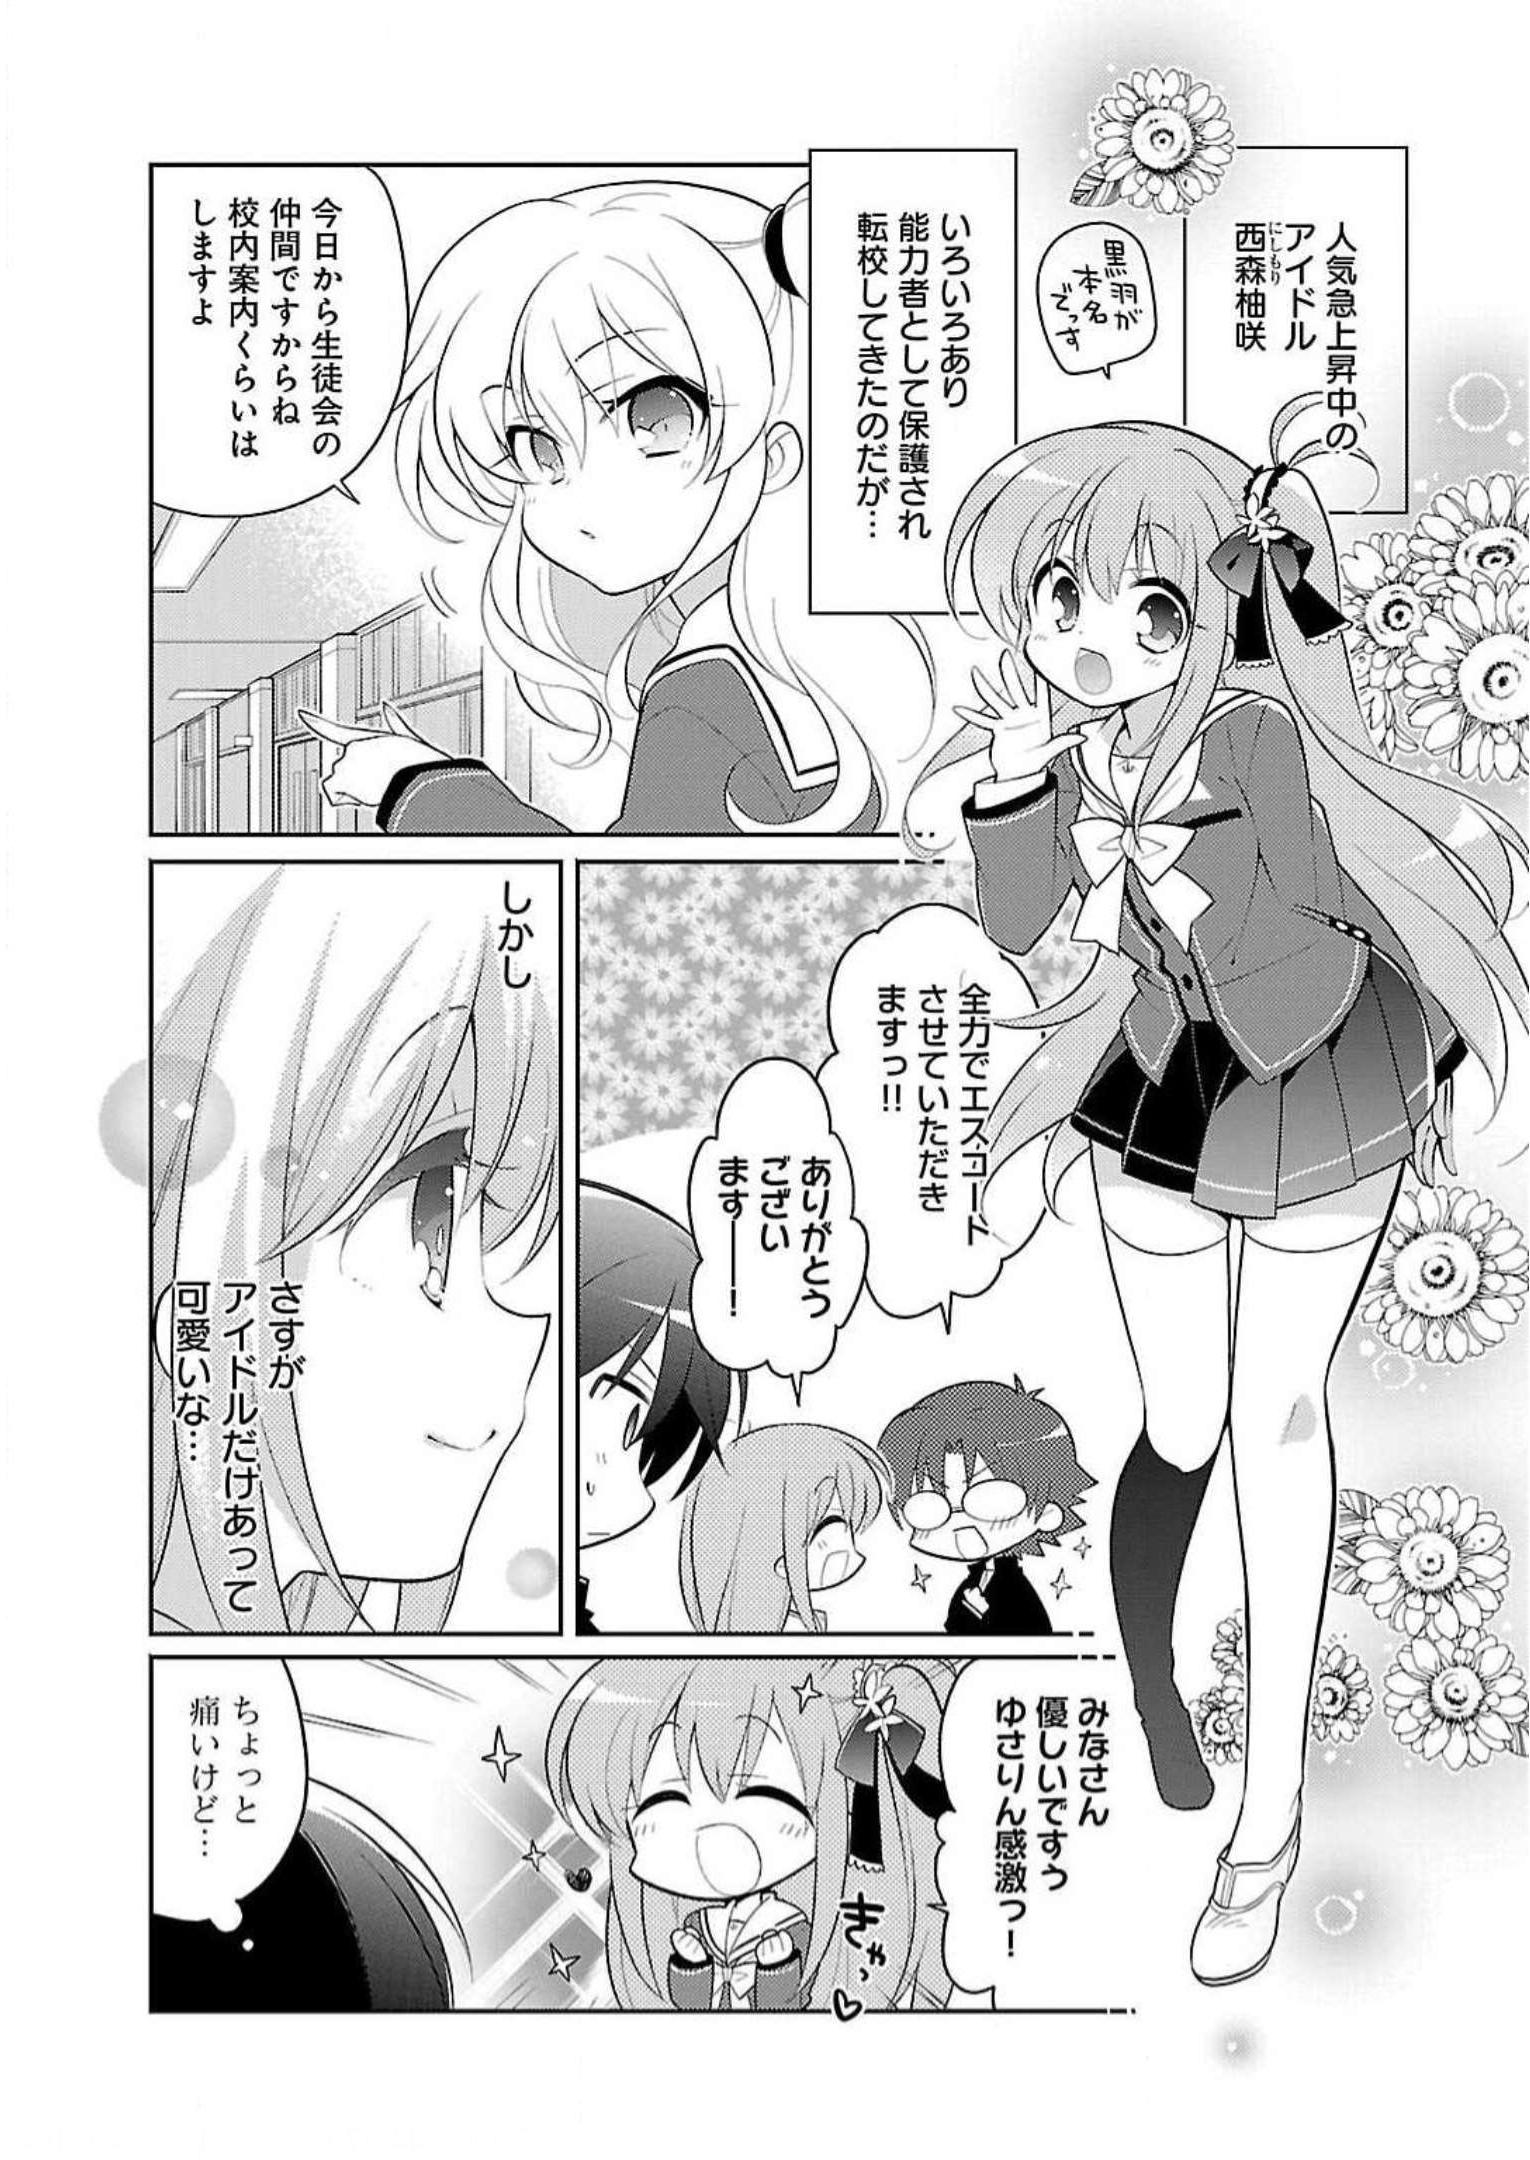 人気急上昇中の
アイドル
西森柚咲
にしもり
黒羽が
本名
でっす
いろいろあり
能力者として保護され
転校してきたのだが…
今日から生徒会の
仲間ですからね
校内案内くらいは
しますよ
全力でエスコート
させていただき
ますっ!!
ありがとう
ござい
ます――!
しかし
さすが
アイドルだけあって
可愛いな…
みなさん
優しいですぅ
ゆさりん感激っ!
きゃっ♡
ちょっと
痛いけど…